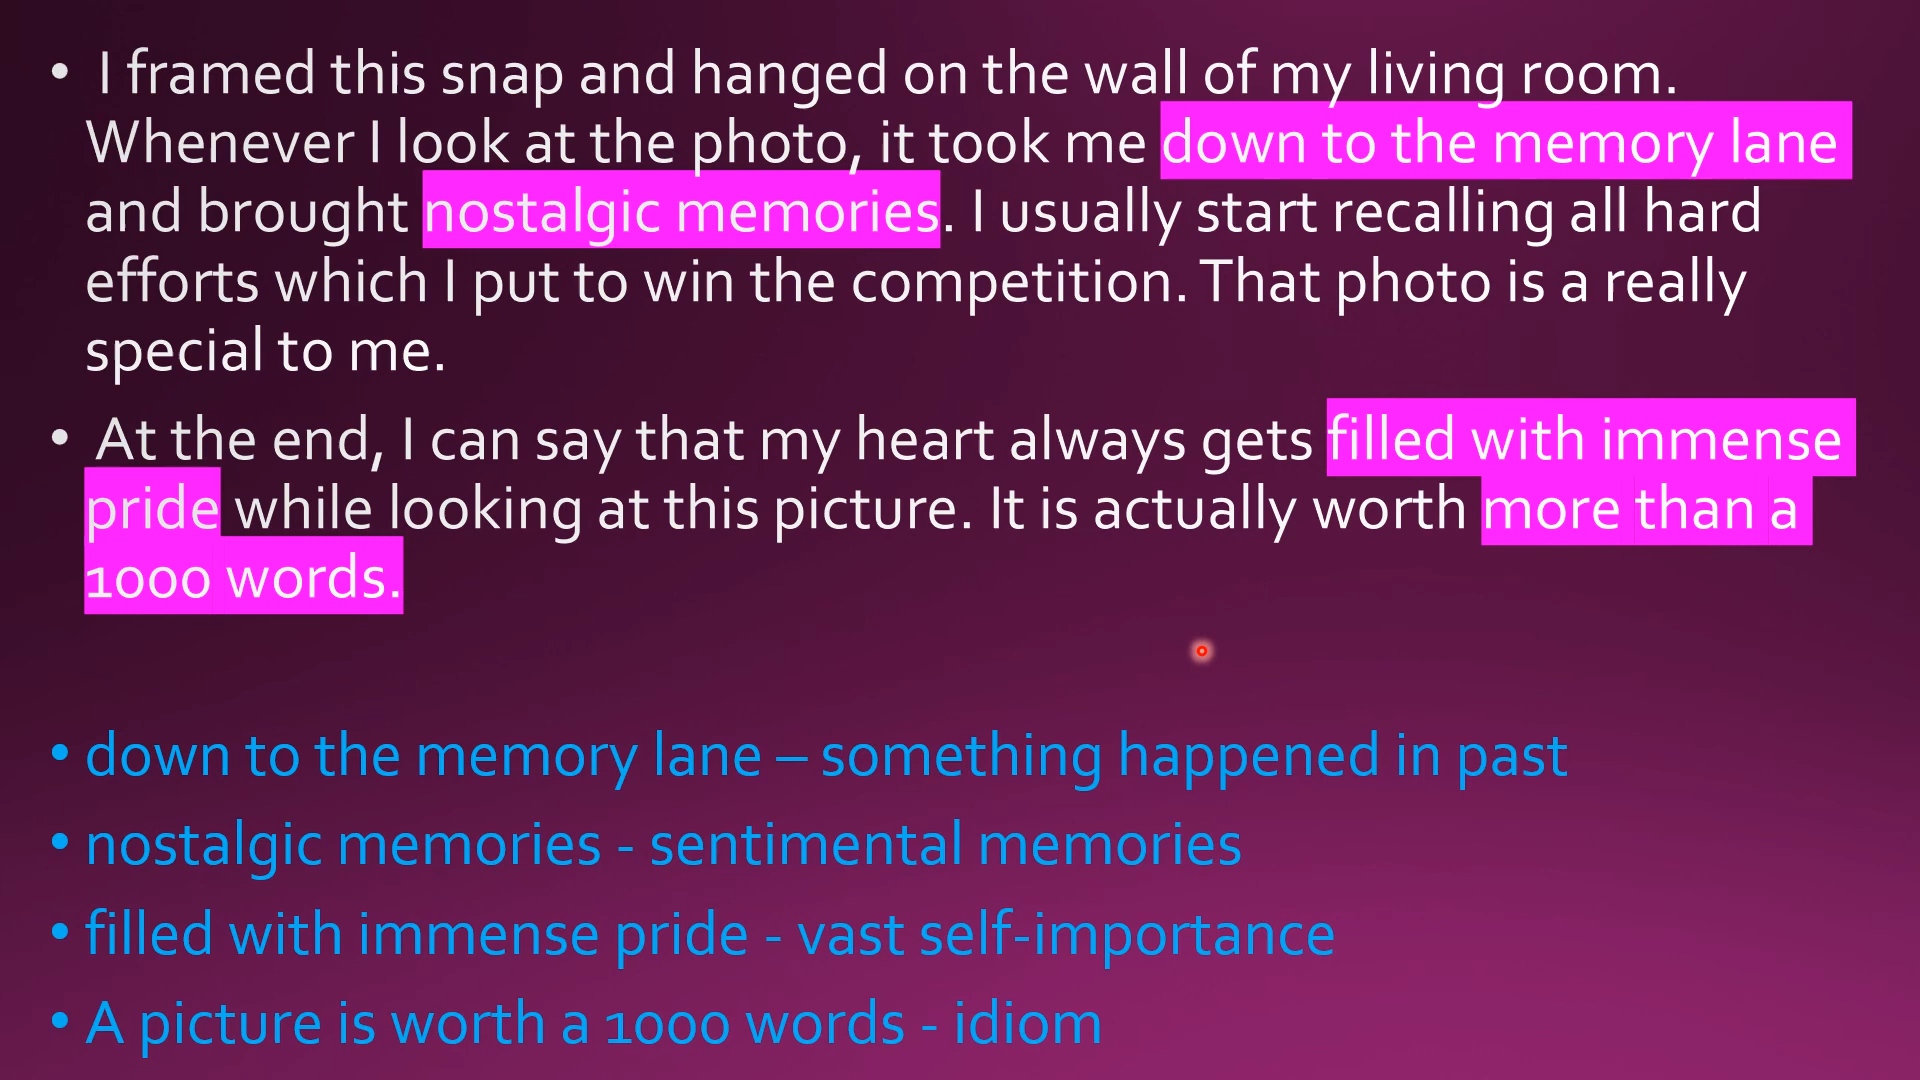 • I framed this snap and hanged on the wall of my living room.
Whenever I look at the photo, it took me down to the memory lane
and brought nostalgic memories. I usually start recalling all hard
efforts which I put to win the competition. That photo is a really
special to me.
• At the end, I can say that my heart always gets filled with immense
pride while looking at this picture. It is actually worth more than a
1000 words.
• down to the memory lane – something happened in past
• nostalgic memories - sentimental memories
• filled with immense pride - vast self-importance
• A picture is worth a 1000 words - idiom